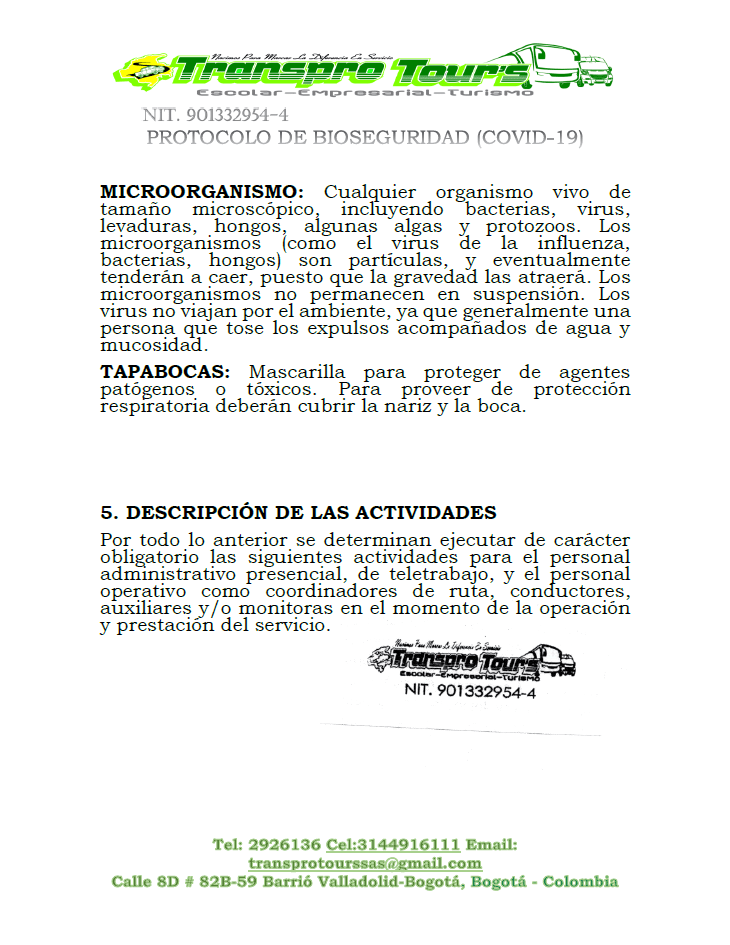 Nacimos Para Marcar La Diferencia En Servicio
Transpro Tour's
Escolar-Empresarial-Turismo
NIT. 901332954-4
PROTOCOLO DE BIOSEGURIDAD (COVID-19)
MICROORGANISMO: Cualquier organismo vivo de
tamaño microscópico, incluyendo bacterias, virus,
levaduras, hongos, algunas algas y protozoos. Los
microorganismos (como el virus de la influenza,
bacterias, hongos) son partículas, y eventualmente
tenderán a caer, puesto que la gravedad las atraerá. Los
microorganismos no permanecen en suspensión. Los
virus no viajan por el ambiente, ya que generalmente una
persona que tose los expulsos acompañados de agua y
mucosidad.
TAPABOCAS: Mascarilla para proteger de agentes
patógenos o tóxicos. Para proveer de protección
respiratoria deberán cubrir la nariz y la boca.
5. DESCRIPCIÓN DE LAS ACTIVIDADES
Por todo lo anterior se determinan ejecutar de carácter
obligatorio las siguientes actividades para el personal
administrativo presencial, de teletrabajo, y el personal
operativo como coordinadores de ruta, conductores,
auxiliares y/o monitoras en el momento de la operación
y prestación del servicio.
Nacimos Para Marcar La Diferencia En Servicio
Transpro Tour's
Escolar-Empresarial-Turismo
NIT. 901332954-4
Tel: 2926136 Cel:3144916111 Email:
transprotourssas@gmail.com
Calle 8D # 82B-59 Barrió Valladolid-Bogotá, Bogotá - Colombia